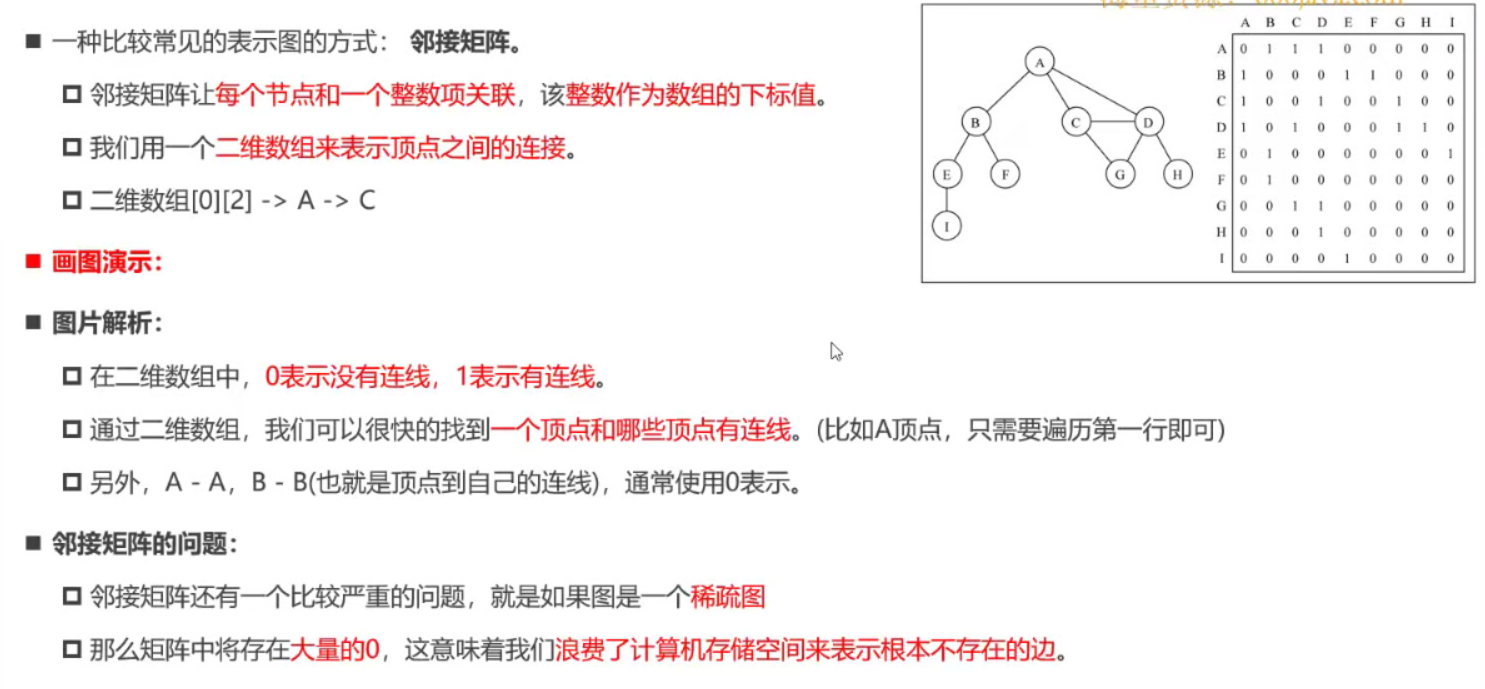 ■ 一种比较常见的表示图的方式： 邻接矩阵。
邻接矩阵让每个节点和一个整数项关联，该整数作为数组的下标值。
我们用一个二维数组来表示顶点之间的连接。
二维数组[0][2] -> A -> C
■ 画图演示：
■ 图片解析：
在二维数组中，0表示没有连线，1表示有连线。
通过二维数组，我们可以很快的找到一个顶点和哪些顶点有连线。(比如A顶点，只需要遍历第一行即可)
另外，A - A，B - B(也就是顶点到自己的连线)，通常使用0表示。
■ 邻接矩阵的问题：
邻接矩阵还有一个比较严重的问题，就是如果图是一个稀疏图
那么矩阵中将存在大量的0，这意味着我们浪费了计算机存储空间来表示根本不存在的边。
A
B C D
E F G H
I
A B C D E F G H I
A 0 1 1 1 0 0 0 0 0
B 1 0 0 0 1 1 0 0 0
C 1 0 0 1 0 0 1 0 0
D 1 0 1 0 0 0 1 1 0
E 0 1 0 0 0 0 0 0 1
F 0 1 0 0 0 0 0 0 0
G 0 0 1 1 0 0 0 0 0
H 0 0 0 1 0 0 0 0 0
I 0 0 0 0 1 0 0 0 0